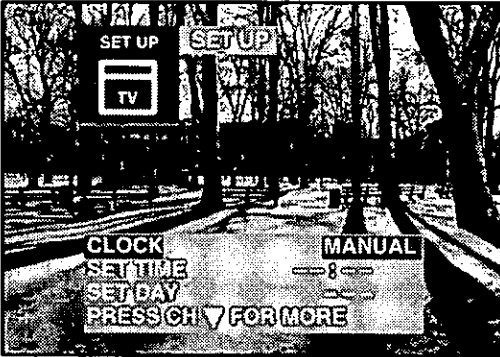 SET UP SET UP
TV
CLOCK MANUAL
SET TIME --:--
SET DAY ---
PRESS CH ▽ FOR MORE